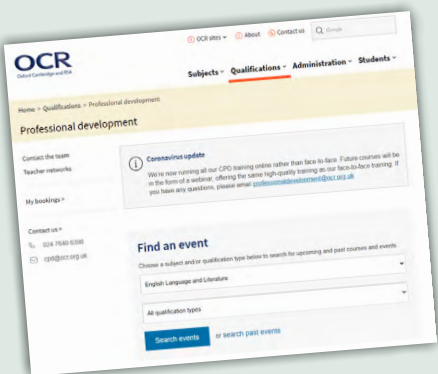 OCR sites About Contact us Google
OCR
Oxford Cambridge and RSA
Subjects Qualifications Administration Students
Home > Qualifications > Professional development
Professional development
Contact the team
Teacher networks
My bookings >
Contact us >
024 7649 6398
cpd@ocr.org.uk
Coronavirus update
We're now running all our CPD training online rather than face-to-face. Future courses will be
in the form of a webinar, offering the same high-quality training as our face-to-face training. If
you have any questions, please email professionaldevelopment@ocr.org.uk
Find an event
Choose a subject and/or qualification type below to search for upcoming and past courses and events
English Language and Literature
All qualification types
Search events or search past events